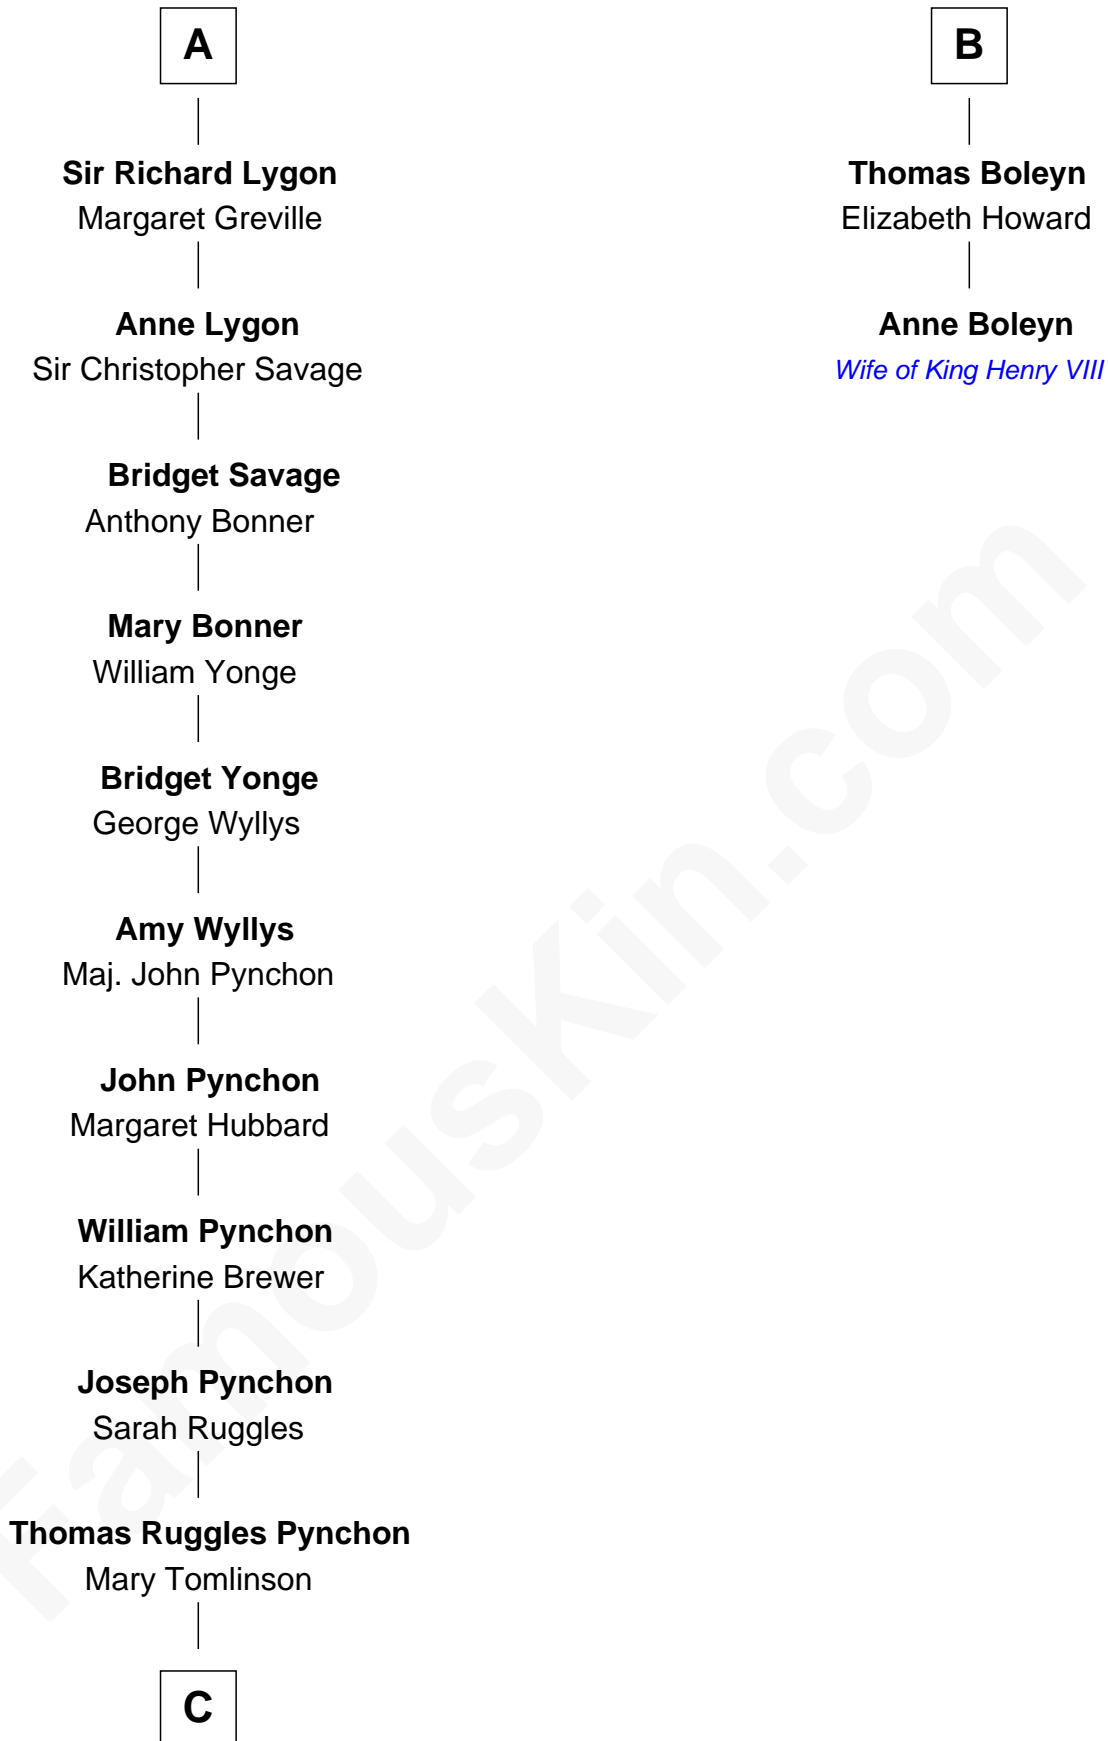 A
Sir Richard Lygon
Margaret Greville
Anne Lygon
Sir Christopher Savage
Bridget Savage
Anthony Bonner
Mary Bonner
William Yonge
Bridget Yonge
George Wyllys
Amy Wyllys
Maj. John Pynchon
John Pynchon
Margaret Hubbard
William Pynchon
Katherine Brewer
Joseph Pynchon
Sarah Ruggles
Thomas Ruggles Pynchon
Mary Tomlinson
C
B
Thomas Boleyn
Elizabeth Howard
Anne Boleyn
Wife of King Henry VIII
FamousKin.com